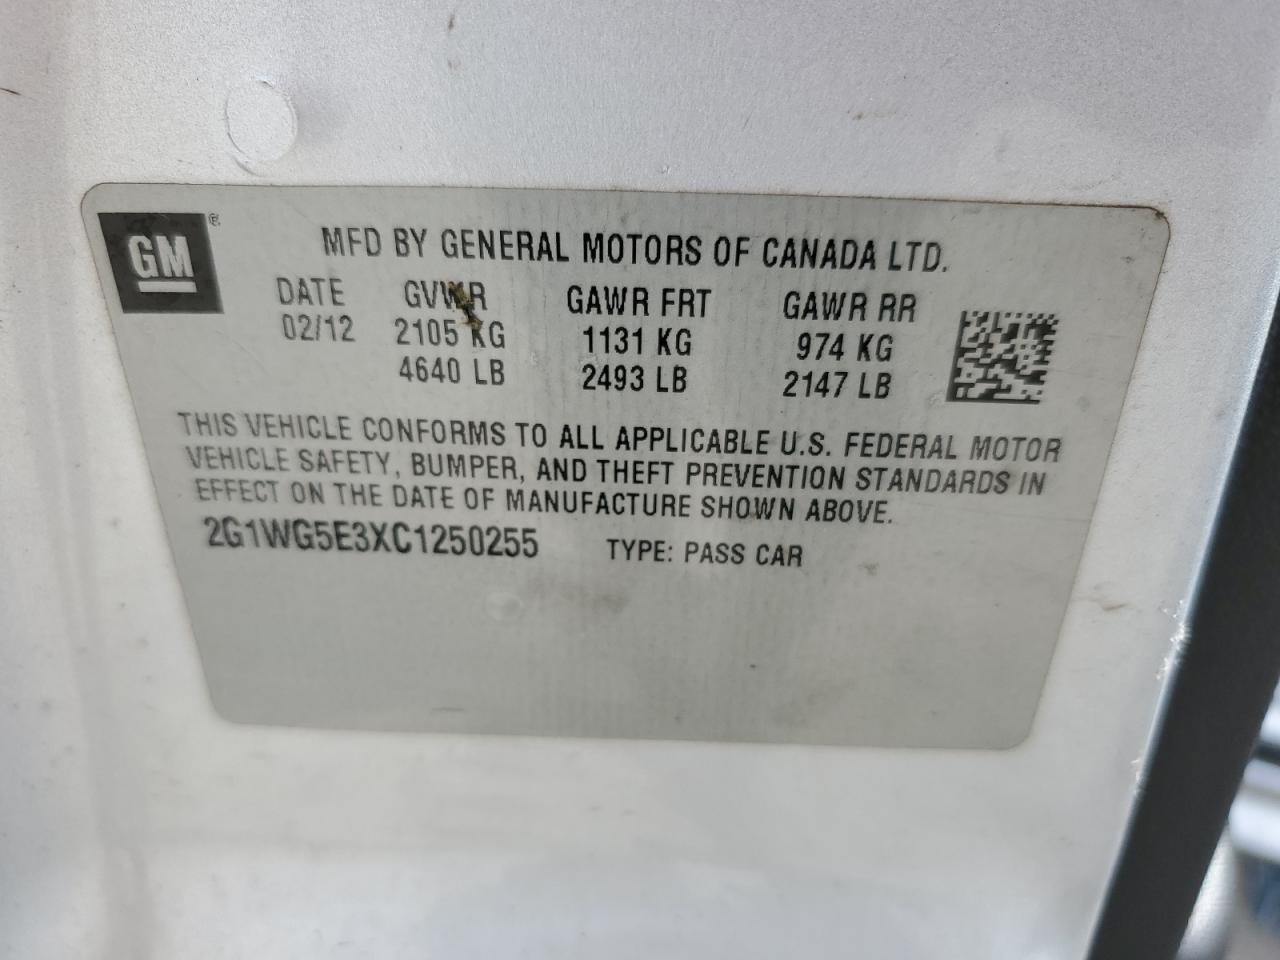 GM®
MFD BY GENERAL MOTORS OF CANADA LTD.
DATE GVWR GAWR FRT GAWR RR
02/12 2105 KG 1131 KG 974 KG
4640 LB 2493 LB 2147 LB
THIS VEHICLE CONFORMS TO ALL APPLICABLE U.S. FEDERAL MOTOR
VEHICLE SAFETY, BUMPER, AND THEFT PREVENTION STANDARDS IN
EFFECT ON THE DATE OF MANUFACTURE SHOWN ABOVE.
2G1WG5E3XC1250255 TYPE: PASS CAR